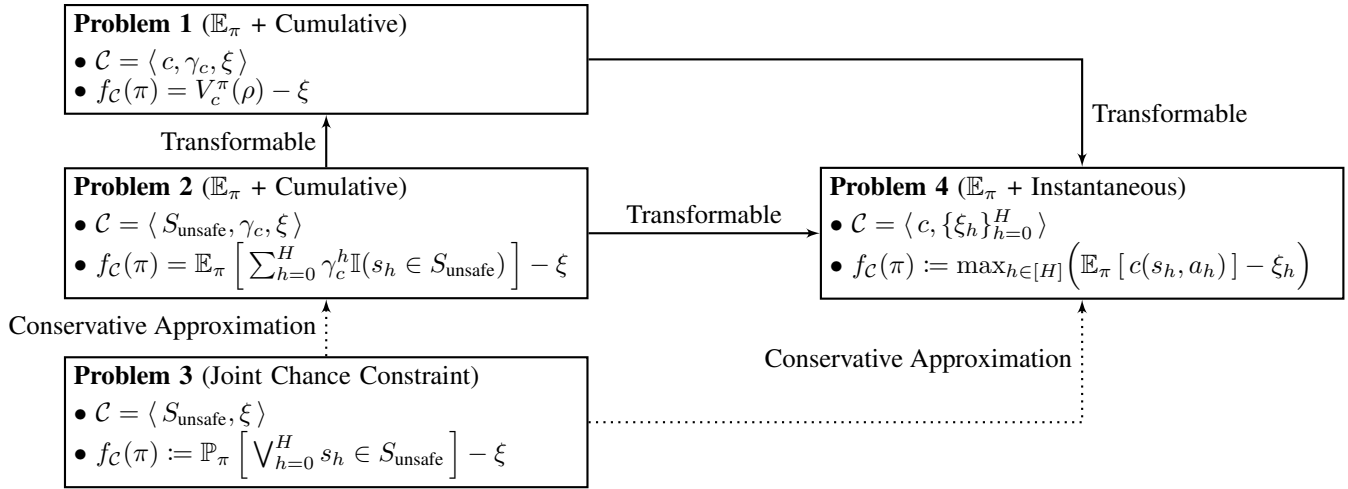 Problem 1 (𝔼_π + Cumulative)
• 𝒞 = ⟨ c, γ_c, ξ ⟩
• f_𝒞(π) = V_c^π(ρ) − ξ
Transformable
Transformable
Problem 2 (𝔼_π + Cumulative)
• 𝒞 = ⟨ S_unsafe, γ_c, ξ ⟩
• f_𝒞(π) = 𝔼_π [ ∑_{h=0}^{H} γ_c^h 𝕀(s_h ∈ S_unsafe) ] − ξ
Transformable
Problem 4 (𝔼_π + Instantaneous)
• 𝒞 = ⟨ c, {ξ_h}_{h=0}^{H} ⟩
• f_𝒞(π) := max_{h∈[H]} ( 𝔼_π [ c(s_h, a_h) ] − ξ_h )
Conservative Approximation
Conservative Approximation
Problem 3 (Joint Chance Constraint)
• 𝒞 = ⟨ S_unsafe, ξ ⟩
• f_𝒞(π) := ℙ_π [ ⋁_{h=0}^{H} s_h ∈ S_unsafe ] − ξ